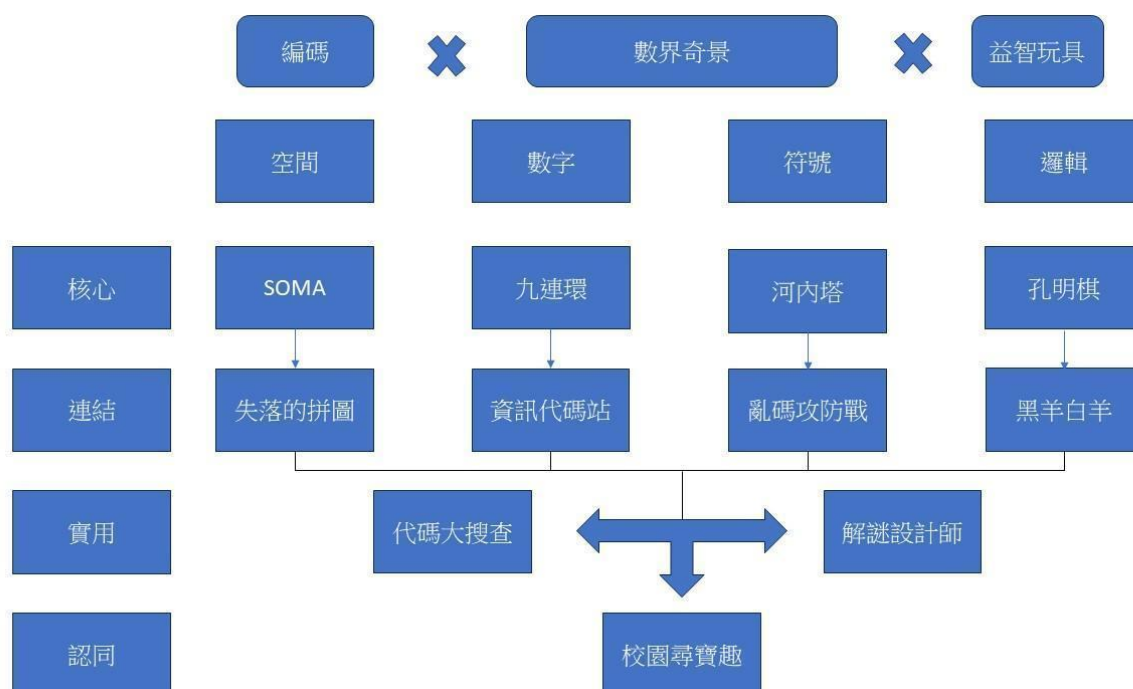 編碼
數界奇景
益智玩具
空間
數字
符號
邏輯
核心
SOMA
九連環
河內塔
孔明棋
連結
失落的拼圖
資訊代碼站
亂碼攻防戰
黑羊白羊
實用
代碼大搜查
解謎設計師
認同
校園尋寶趣